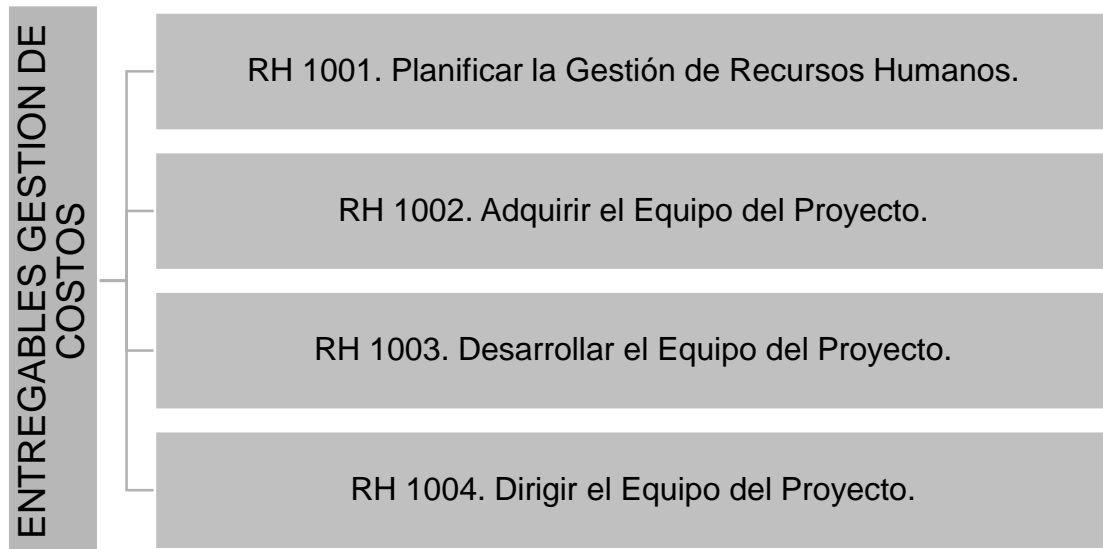 ENTREGABLES GESTION DE
COSTOS
RH 1001. Planificar la Gestión de Recursos Humanos.
RH 1002. Adquirir el Equipo del Proyecto.
RH 1003. Desarrollar el Equipo del Proyecto.
RH 1004. Dirigir el Equipo del Proyecto.